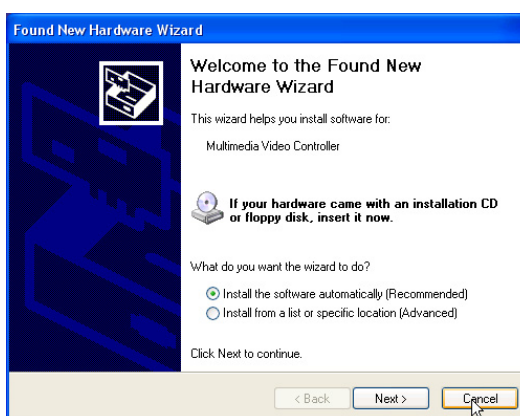 Found New Hardware Wizard
Welcome to the Found New
Hardware Wizard
This wizard helps you install software for:
Multimedia Video Controller
If your hardware came with an installation CD
or floppy disk, insert it now.
What do you want the wizard to do?
Install the software automatically (Recommended)
Install from a list or specific location (Advanced)
Click Next to continue.
< Back Next > Cancel